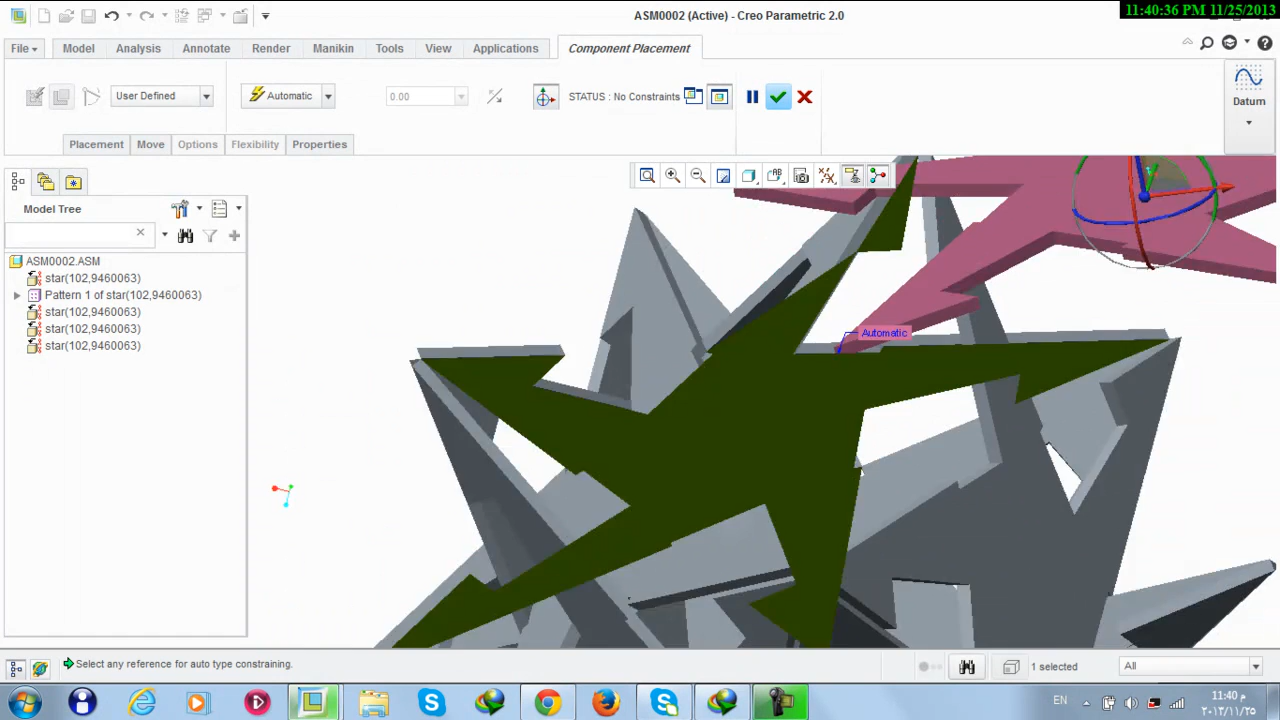 11:40:36 PM 11/25/2013
ASM0002 (Active) - Creo Parametric 2.0
File
Model
Analysis
Annotate
Render
Manikin
Tools
View
Applications
Component Placement
User Defined
Automatic
0.00
STATUS : No Constraints
Datum
Placement
Move
Options
Flexibility
Properties
Model Tree
ASM0002.ASM
star(102,9460063)
Pattern 1 of star(102,9460063)
star(102,9460063)
star(102,9460063)
star(102,9460063)
Automatic
Select any reference for auto type constraining.
1 selected
All
EN
11:40 م
٢٠١٣/١١/٢٥